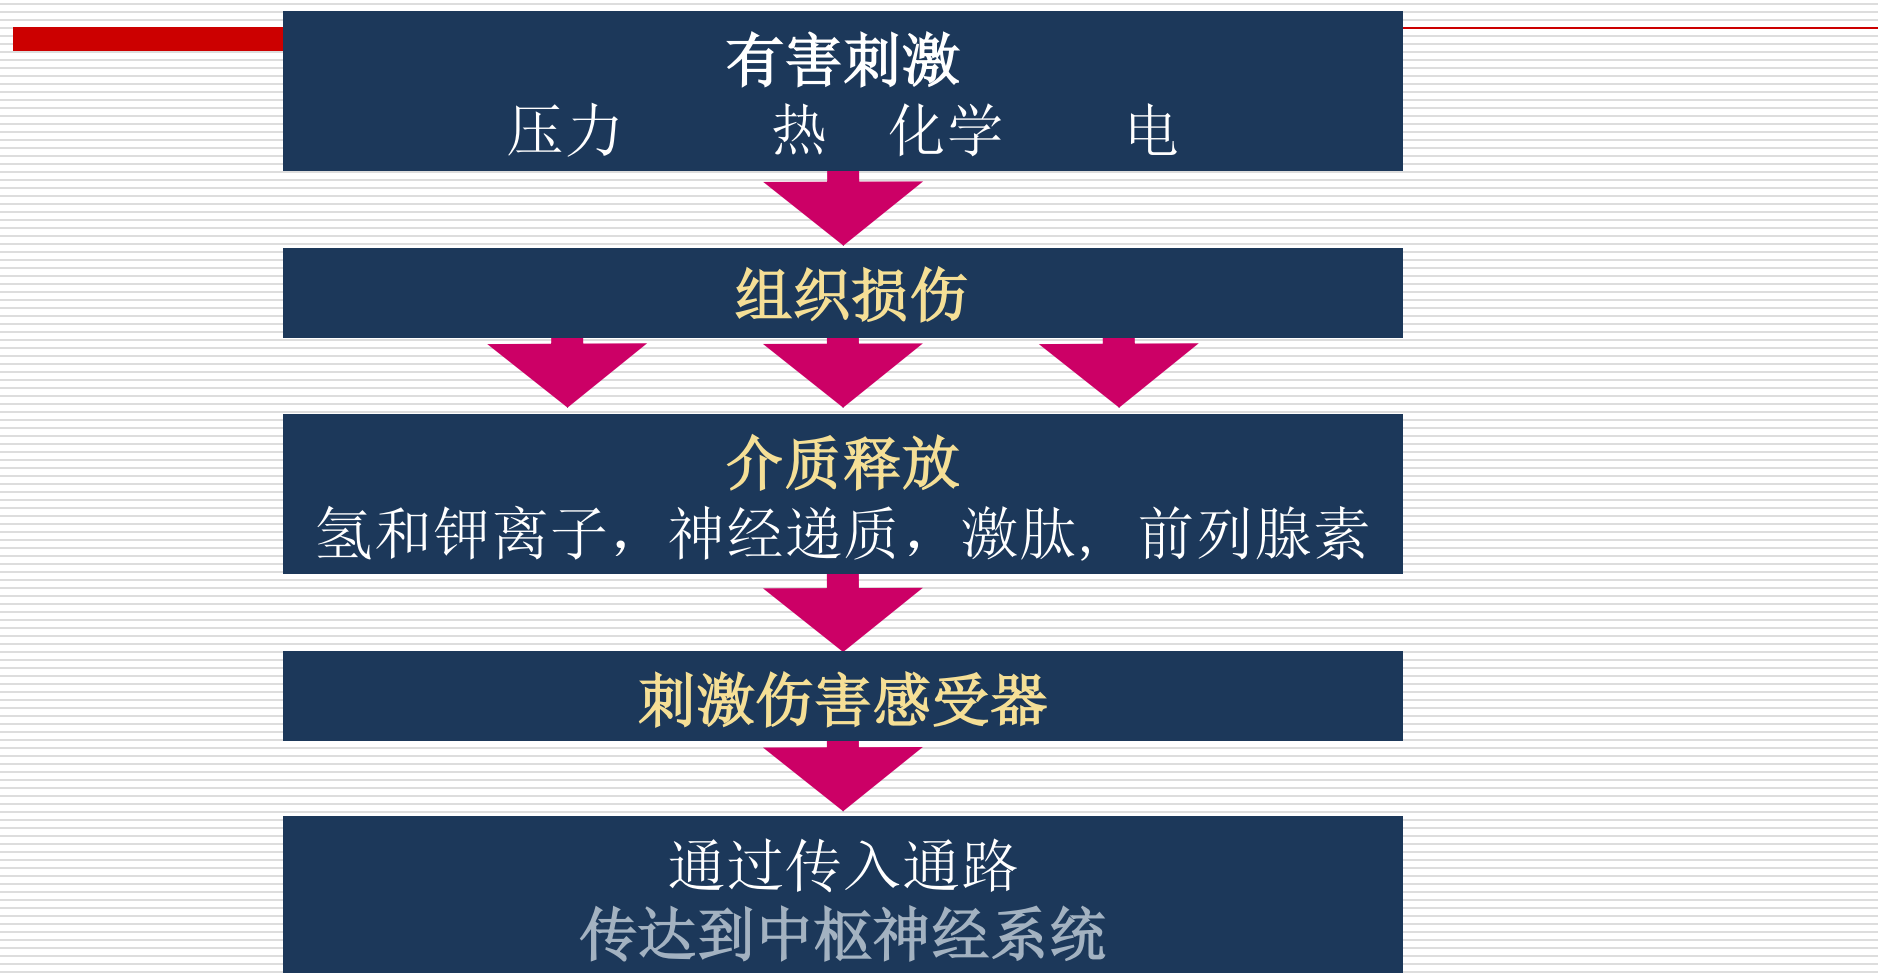 有害刺激
压力 热 化学 电
组织损伤
介质释放
氢和钾离子，神经递质，激肽, 前列腺素
刺激伤害感受器
通过传入通路
传达到中枢神经系统